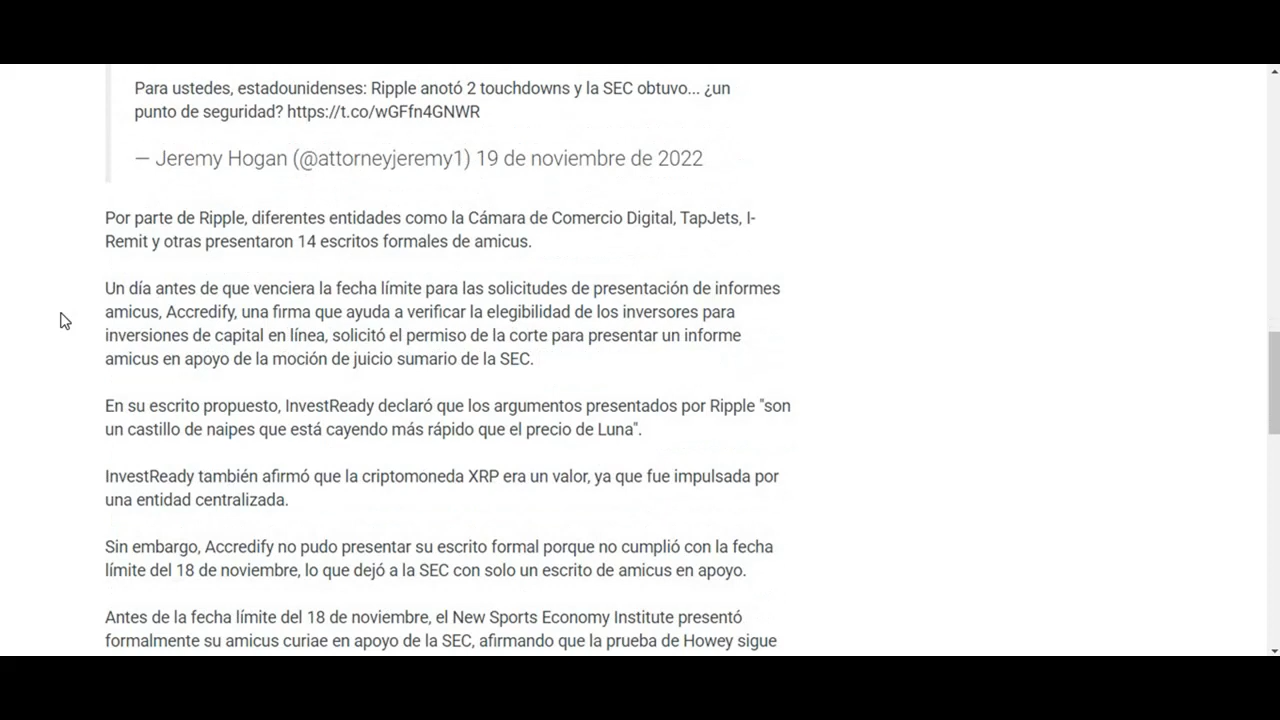 Para ustedes, estadounidenses: Ripple anotó 2 touchdowns y la SEC obtuvo... ¿un
punto de seguridad? https://t.co/wGFfn4GNWR
— Jeremy Hogan (@attorneyjeremy1) 19 de noviembre de 2022
Por parte de Ripple, diferentes entidades como la Cámara de Comercio Digital, TapJets, I-
Remit y otras presentaron 14 escritos formales de amicus.
Un día antes de que venciera la fecha límite para las solicitudes de presentación de informes
amicus, Accredify, una firma que ayuda a verificar la elegibilidad de los inversores para
inversiones de capital en línea, solicitó el permiso de la corte para presentar un informe
amicus en apoyo de la moción de juicio sumario de la SEC.
En su escrito propuesto, InvestReady declaró que los argumentos presentados por Ripple "son
un castillo de naipes que está cayendo más rápido que el precio de Luna".
InvestReady también afirmó que la criptomoneda XRP era un valor, ya que fue impulsada por
una entidad centralizada.
Sin embargo, Accredify no pudo presentar su escrito formal porque no cumplió con la fecha
límite del 18 de noviembre, lo que dejó a la SEC con solo un escrito de amicus en apoyo.
Antes de la fecha límite del 18 de noviembre, el New Sports Economy Institute presentó
formalmente su amicus curiae en apoyo de la SEC, afirmando que la prueba de Howey sigue